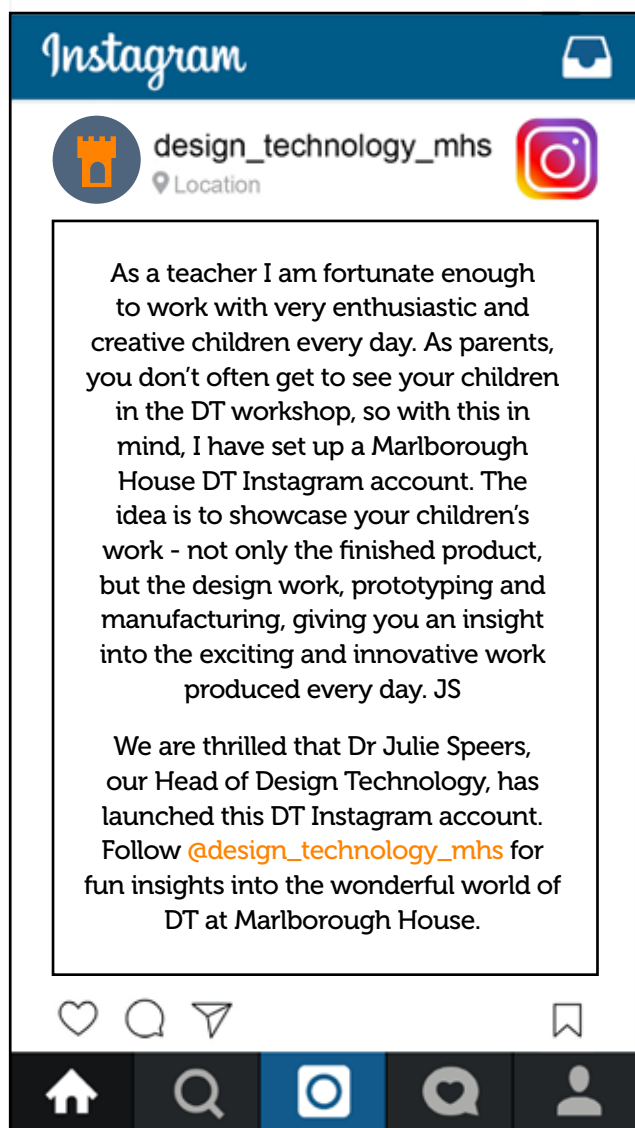 Instagram
design_technology_mhs
Location
As a teacher I am fortunate enough
to work with very enthusiastic and
creative children every day. As parents,
you don’t often get to see your children
in the DT workshop, so with this in
mind, I have set up a Marlborough
House DT Instagram account. The
idea is to showcase your children’s
work - not only the finished product,
but the design work, prototyping and
manufacturing, giving you an insight
into the exciting and innovative work
produced every day. JS
We are thrilled that Dr Julie Speers,
our Head of Design Technology, has
launched this DT Instagram account.
Follow @design_technology_mhs for
fun insights into the wonderful world of
DT at Marlborough House.